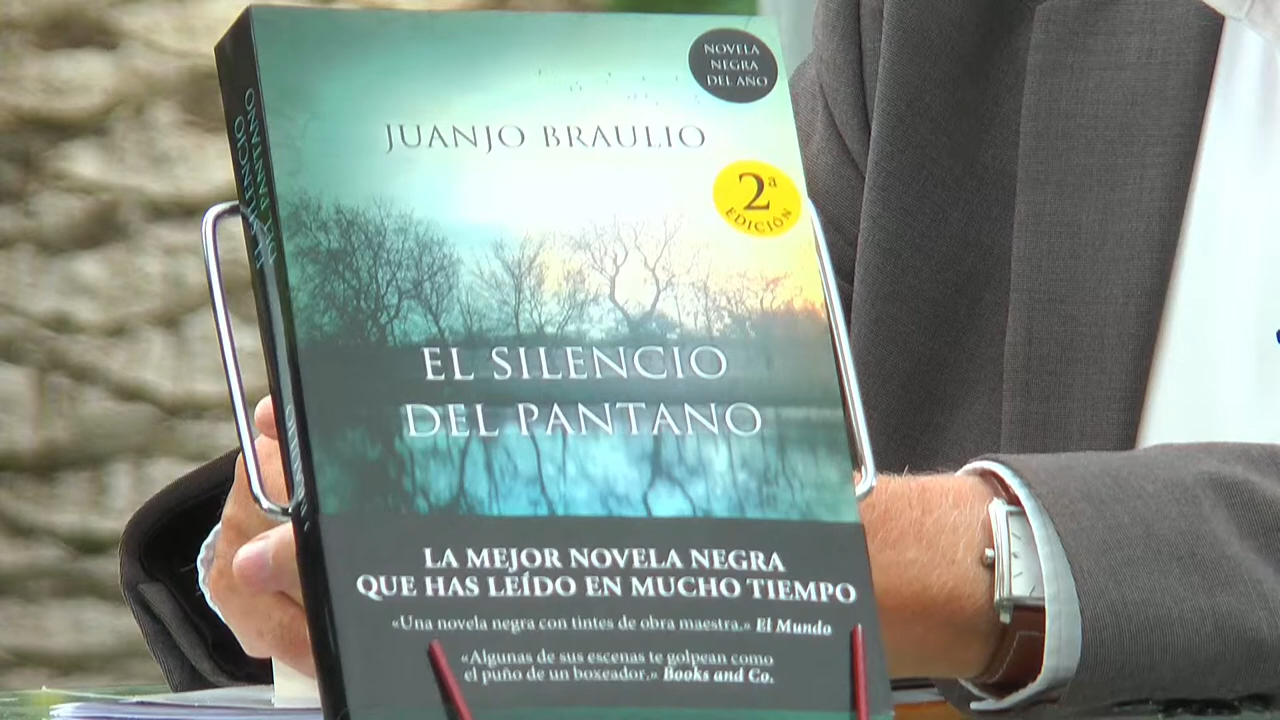 NOVELA
NEGRA
DEL AÑO
JUANJO BRAULIO
2ª
EDICIÓN
EL SILENCIO
DEL PANTANO
LA MEJOR NOVELA NEGRA
QUE HAS LEÍDO EN MUCHO TIEMPO
«Una novela negra con tintes de obra maestra.» El Mundo
«Algunas de sus escenas te golpean como
el puño de un boxeador.» Books and Co.
EL SILENCIO
DEL PANTANO